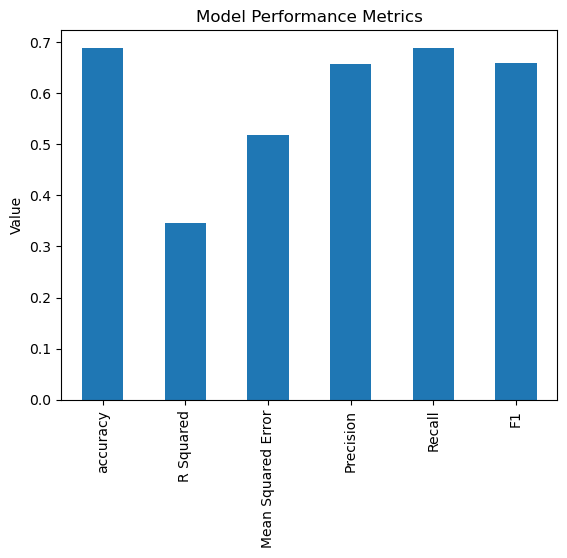 Model Performance Metrics
Value
0.7
0.6
0.5
0.4
0.3
0.2
0.1
0.0
accuracy
R Squared
Mean Squared Error
Precision
Recall
F1